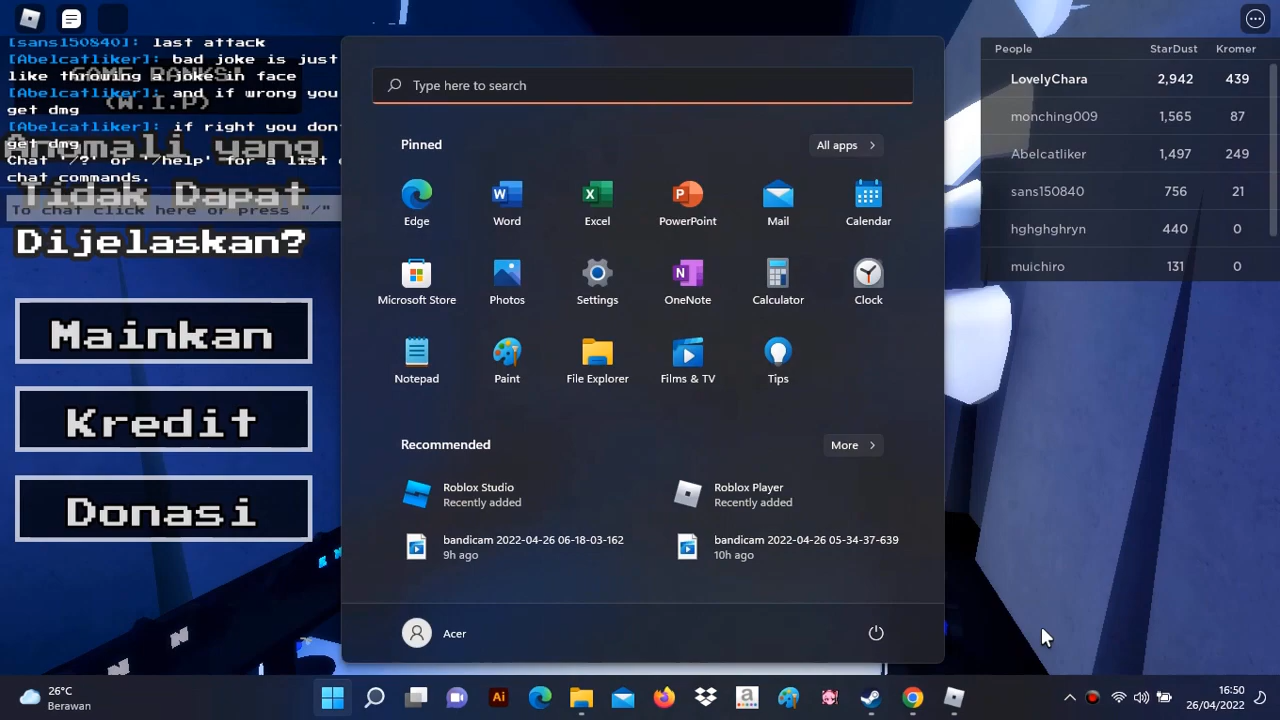 [sans150840]: last attack
[Abelcatliker]: bad joke is just
like throwing a joke in face
GAME RANKS!
[Abelcatliker]: and if wrong you
(W.I.P)
get dmg
[Abelcatliker]: if right you don
get dmg
Anomali yang
Chat '/?' or '/help' for a list
chat commands.
Tidak Dapat
To chat click here or press "/"
Dijelaskan?
Mainkan
Kredit
Donasi
Type here to search
Pinned
All apps
Edge
Word
Excel
PowerPoint
Mail
Calendar
Microsoft Store
Photos
Settings
OneNote
Calculator
Clock
Notepad
Paint
File Explorer
Films & TV
Tips
Recommended
More
Roblox Studio
Recently added
Roblox Player
Recently added
bandicam 2022-04-26 06-18-03-162
9h ago
bandicam 2022-04-26 05-34-37-639
10h ago
Acer
People StarDust Kromer
LovelyChara 2,942 439
monching009 1,565 87
Abelcatliker 1,497 249
sans150840 756 21
hghghghryn 440 0
muichiro 131 0
26°C
Berawan
Ai
a
16:50
26/04/2022